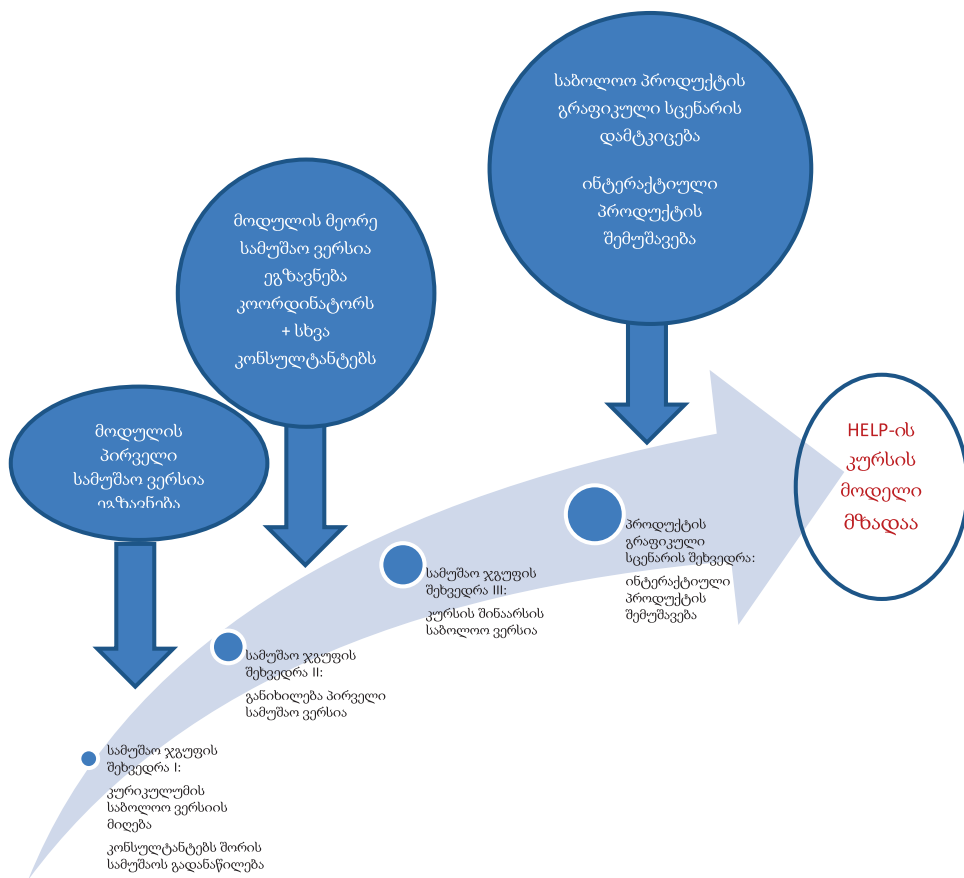 საბოლოო პროდუქტის
გრაფიკული სცენარის
დამტკიცება
ინტერაქტიული
პროდუქტის
შემუშავება
მოდულის მეორე
სამუშაო ვერსია
ეგზავნება
კოორდინატორს
+ სხვა
კონსულტანტებს
მოდულის
პირველი
სამუშაო ვერსია
ეგზავნება
HELP-ის
კურსის
მოდელი
მზადაა
სამუშაო ჯგუფის
შეხვედრა I:
კურიკულუმის
საბოლოო ვერსიის
მიღება
კონსულტანტებს შორის
სამუშაოს გადანაწილება
სამუშაო ჯგუფის
შეხვედრა II:
განიხილება პირველი
სამუშაო ვერსია
სამუშაო ჯგუფის
შეხვედრა III:
კურსის შინაარსის
საბოლოო ვერსია
პროდუქტის
გრაფიკული
სცენარის შეხვედრა:
ინტერაქტიული
პროდუქტის
შემუშავება